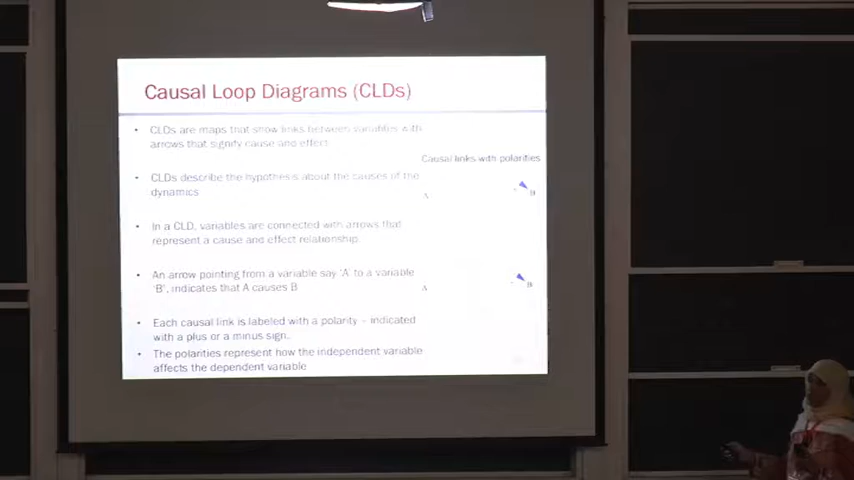 Causal Loop Diagrams (CLDs)
• CLDs are maps that show links between variables with
arrows that signify cause and effect
• CLDs describe the hypothesis about the causes of the
dynamics
• In a CLD, variables are connected with arrows that
represent a cause and effect relationship.
• An arrow pointing from a variable say 'A' to a variable
'B', indicates that A causes B
• Each causal link is labeled with a polarity – indicated
with a plus or a minus sign.
• The polarities represent how the independent variable
affects the dependent variable
Causal links with polarities
A B
A B